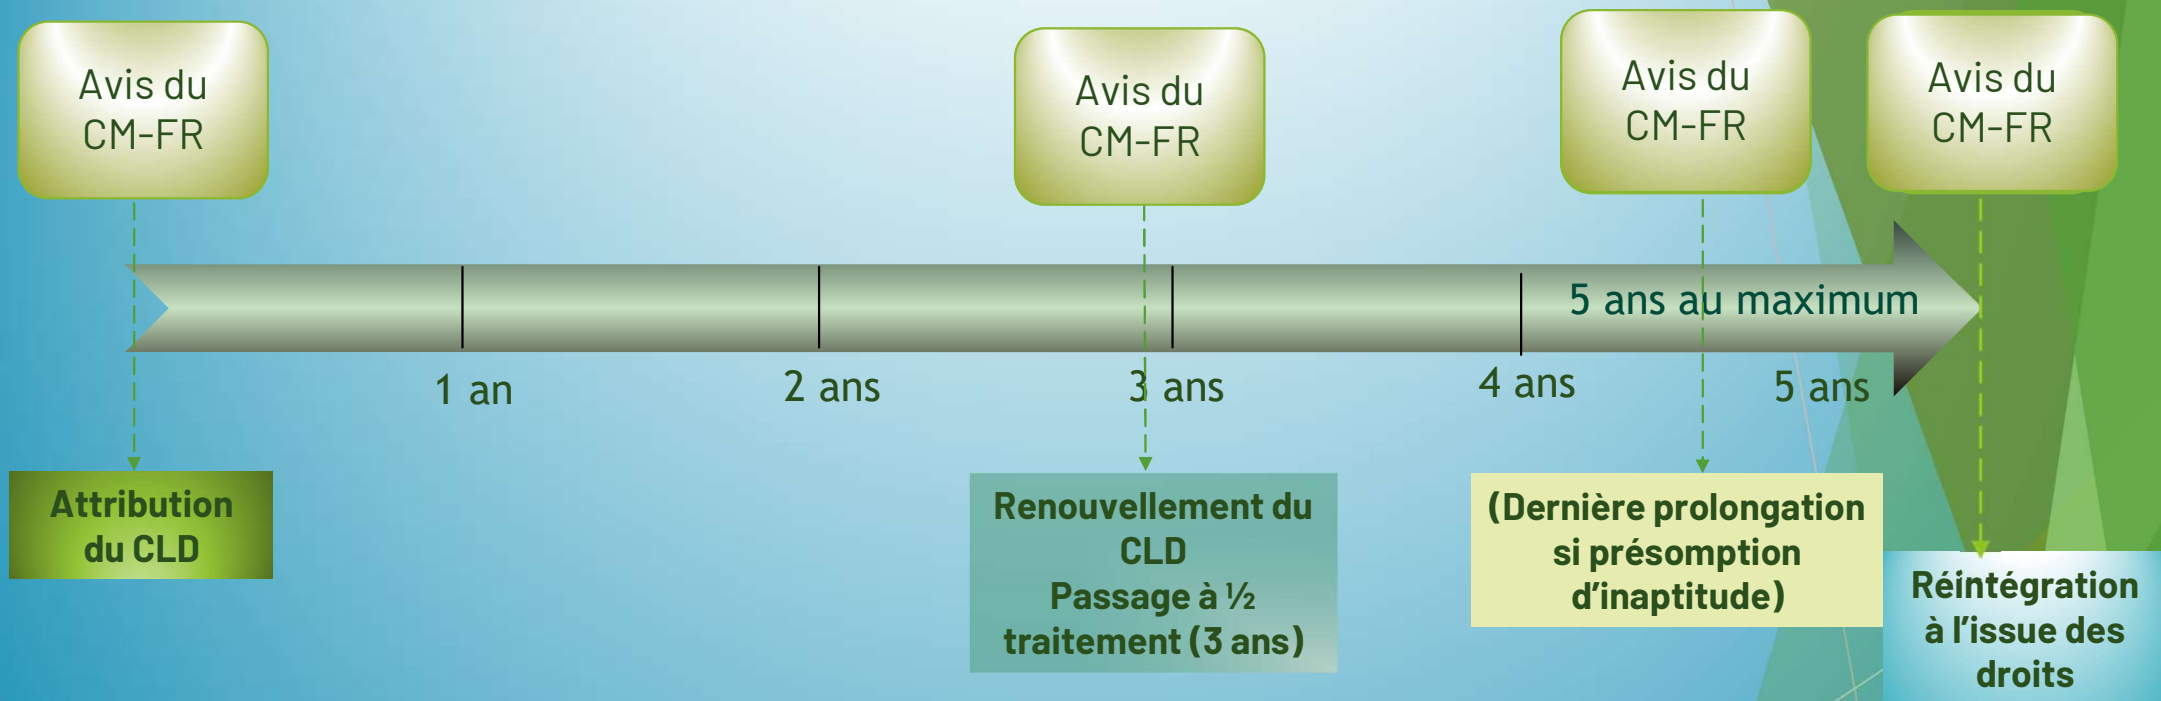 Avis du
CM-FR
Avis du
CM-FR
Avis du
CM-FR
Avis du
CM-FR
5 ans au maximum
1 an
2 ans
3 ans
4 ans
5 ans
Attribution
du CLD
Renouvellement du
CLD
Passage à ½
traitement (3 ans)
(Dernière prolongation
si présomption
d’inaptitude)
Réintégration
à l’issue des
droits